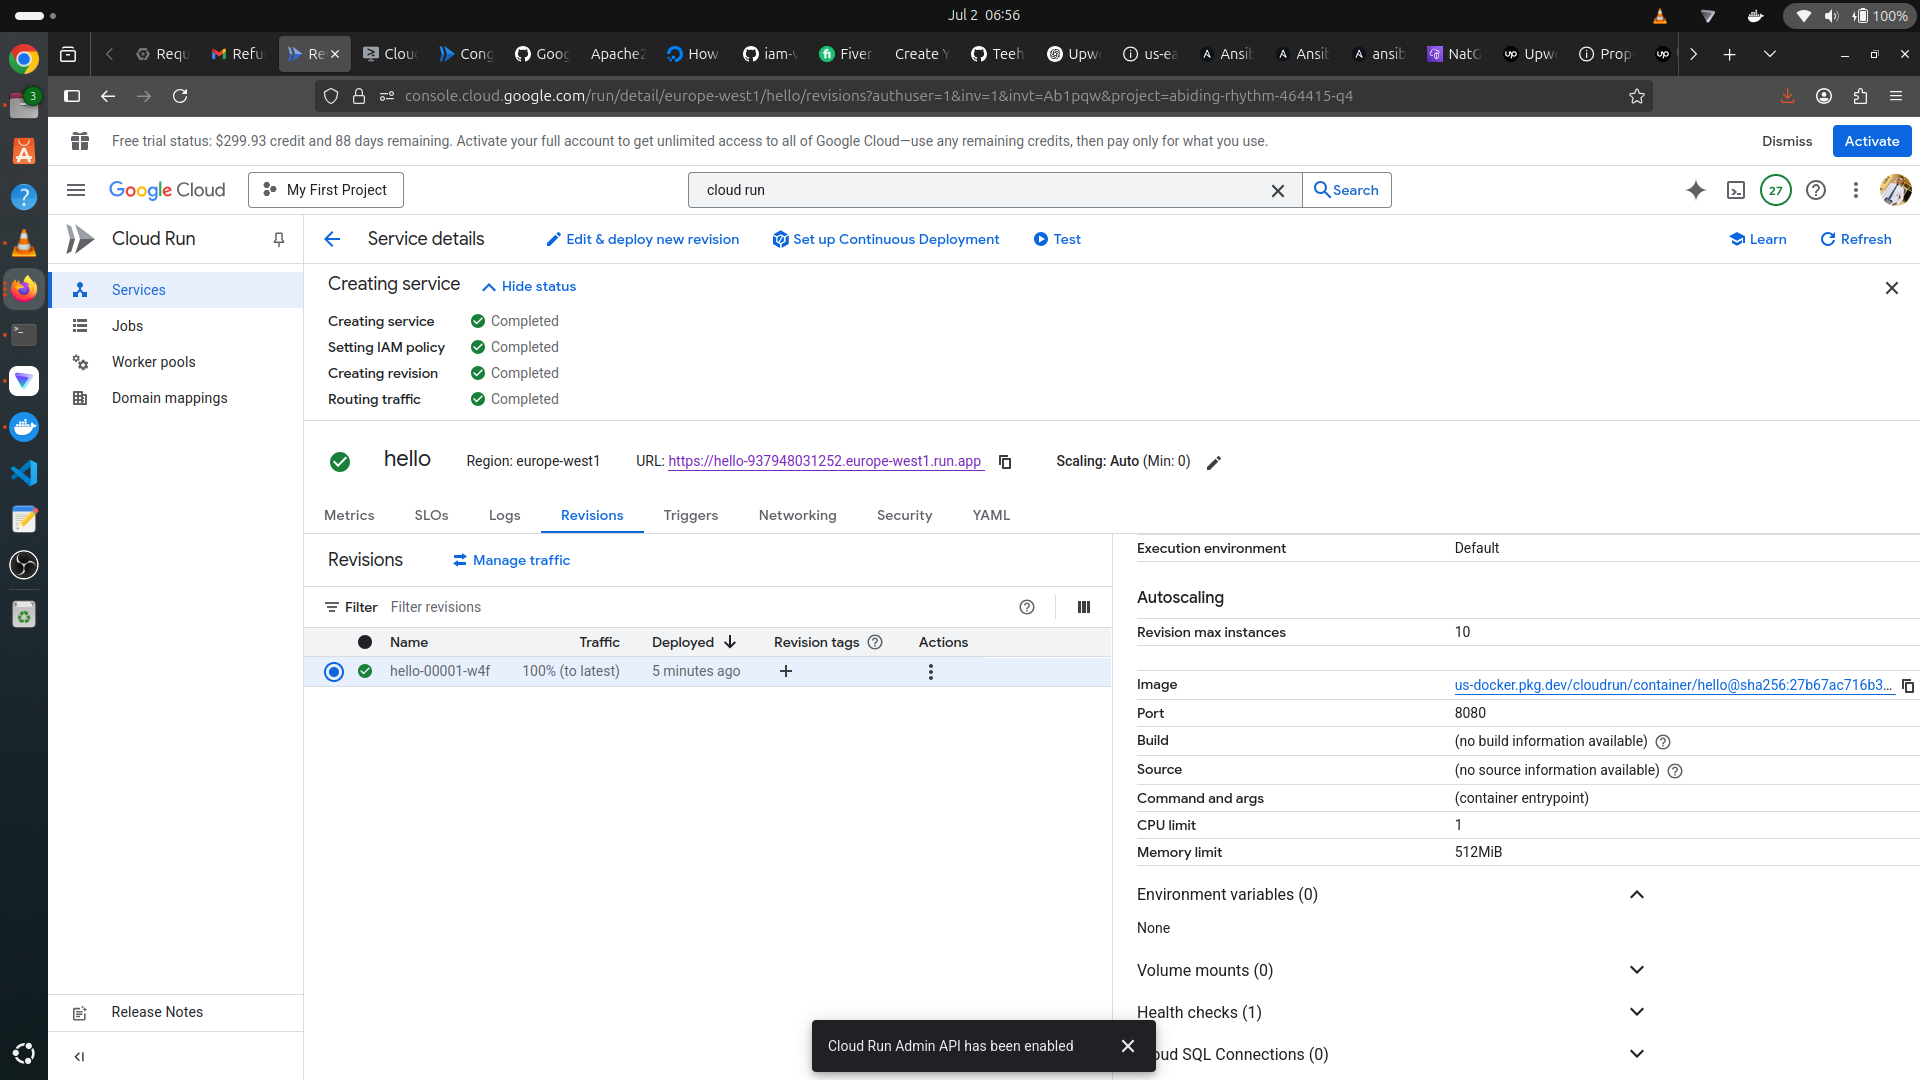 Jul 2 06:56
100%
Requ
Refu
Re
Clou
Cong
Goog
Apache2
How
iam-v
Fiver
Create Y
Teeh
Upwo
us-ea
Ansib
Ansib
ansib
NatG
Upwo
Prop
console.cloud.google.com/run/detail/europe-west1/hello/revisions?authuser=1&inv=1&invt=Ab1pqw&project=abiding-rhythm-464415-q4
3
Free trial status: $299.93 credit and 88 days remaining. Activate your full account to get unlimited access to all of Google Cloud—use any remaining credits, then pay only for what you use.
Dismiss
Activate
Google Cloud
My First Project
cloud run
Search
27
Cloud Run
Service details
Edit & deploy new revision
Set up Continuous Deployment
Test
Learn
Refresh
Services
Jobs
Worker pools
Domain mappings
Creating service
Hide status
Creating service Completed
Setting IAM policy Completed
Creating revision Completed
Routing traffic Completed
hello
Region: europe-west1
URL: https://hello-937948031252.europe-west1.run.app
Scaling: Auto (Min: 0)
Metrics
SLOs
Logs
Revisions
Triggers
Networking
Security
YAML
Revisions
Manage traffic
Filter Filter revisions
Name Traffic Deployed Revision tags Actions
hello-00001-w4f 100% (to latest) 5 minutes ago
Execution environment Default
Autoscaling
Revision max instances 10
Image us-docker.pkg.dev/cloudrun/container/hello@sha256:27b67ac716b3...
Port 8080
Build (no build information available)
Source (no source information available)
Command and args (container entrypoint)
CPU limit 1
Memory limit 512MiB
Environment variables (0)
None
Volume mounts (0)
Health checks (1)
oud SQL Connections (0)
Release Notes
Cloud Run Admin API has been enabled